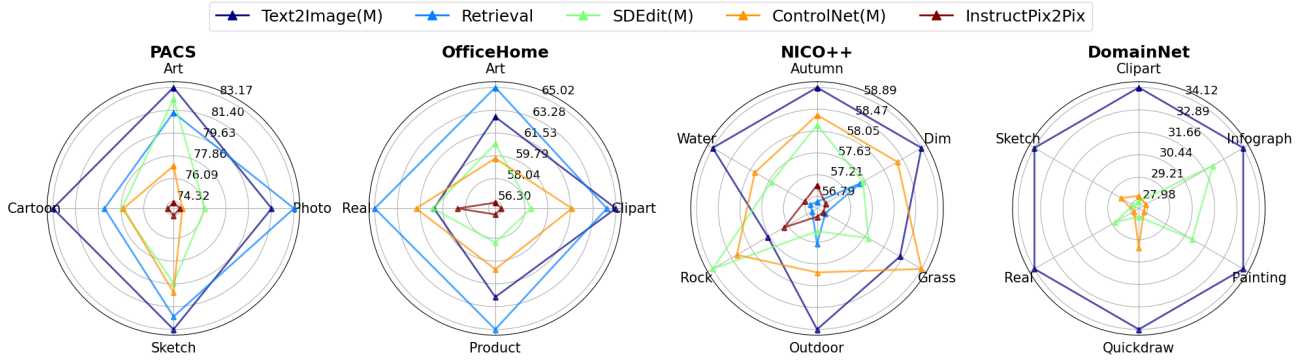 Text2Image(M) Retrieval SDEdit(M) ControlNet(M) InstructPix2Pix
PACS
Art
83.17
81.40
79.63
77.86
76.09
74.32
Cartoon
Photo
Sketch
OfficeHome
Art
65.02
63.28
61.53
59.79
58.04
56.30
Real
Clipart
Product
NICO++
Autumn
58.89
58.47
58.05
57.63
57.21
56.79
Water
Dim
Rock
Grass
Outdoor
DomainNet
Clipart
34.12
32.89
31.66
30.44
29.21
27.98
Sketch
Infograph
Real
Painting
Quickdraw